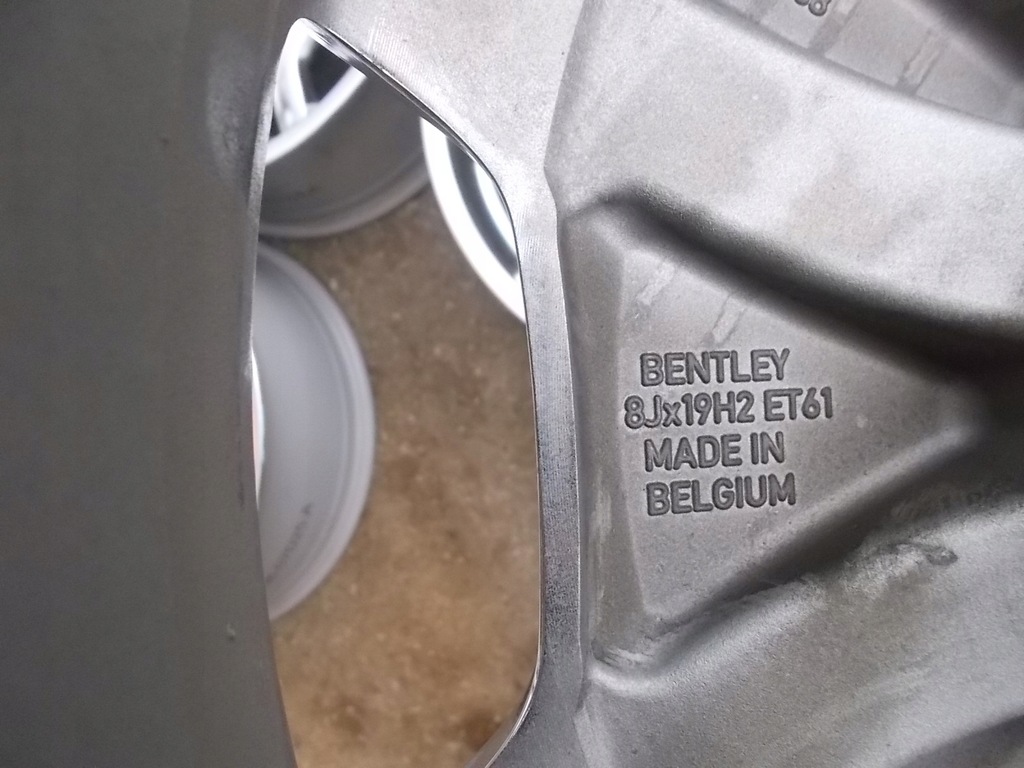 BENTLEY
8Jx19H2 ET61
MADE IN
BELGIUM